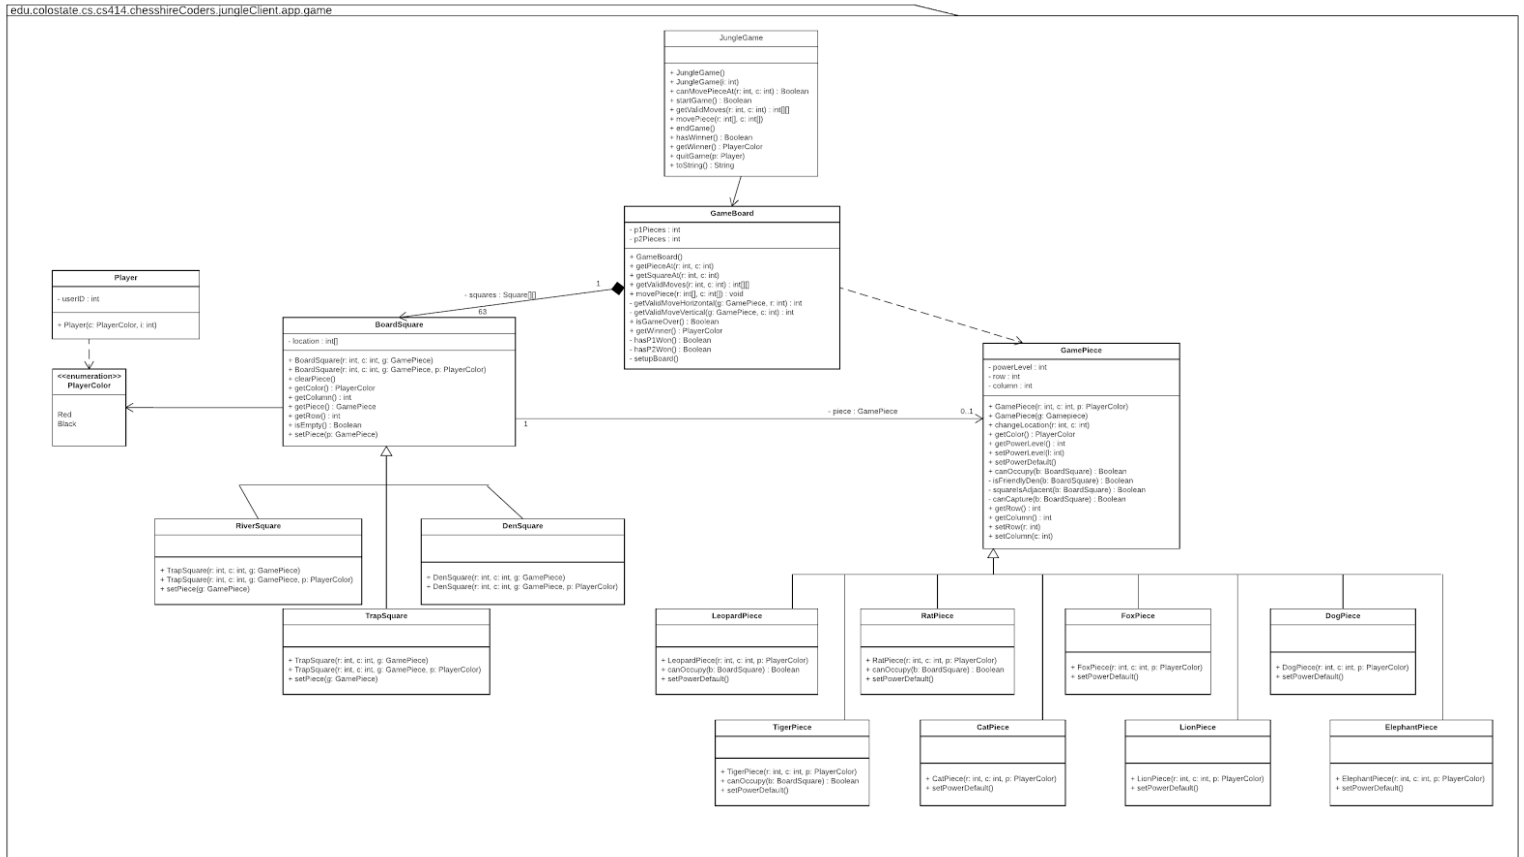 edu.colostate.cs.cs414.chesshireCoders.jungleClient.app.game
JungleGame
+ JungleGame()
+ JungleGame(i: int)
+ canMovePieceAt(r: int, c: int) : Boolean
+ startGame() : Boolean
+ getValidMoves(r: int, c: int) : int[][]
+ movePiece(r: int[], c: int[])
+ endGame()
+ hasWinner() : Boolean
+ getWinner() : PlayerColor
+ quitGame(p: Player)
+ toString() : String
GameBoard
- p1Pieces : int
- p2Pieces : int
+ GameBoard()
+ getPieceAt(r: int, c: int)
+ getSquareAt(r: int, c: int)
+ getValidMoves(r: int, c: int) : int[][]
+ movePiece(r: int[], c: int[]) : void
- getValidMoveHorizontal(g: GamePiece, r: int) : int
- getValidMoveVertical(g: GamePiece, c: int) : int
+ isGameOver() : Boolean
+ getWinner() : PlayerColor
- hasP1Won() : Boolean
- hasP2Won() : Boolean
- setupBoard()
Player
- userID : int
+ Player(c: PlayerColor, i: int)
<<enumeration>>
PlayerColor
Red
Black
1
- squares : Square[][]
63
BoardSquare
- location : int[]
+ BoardSquare(r: int, c: int, g: GamePiece)
+ BoardSquare(r: int, c: int, g: GamePiece, p: PlayerColor)
+ clearPiece()
+ getColor() : PlayerColor
+ getColumn() : int
+ getPiece() : GamePiece
+ getRow() : int
+ isEmpty() : Boolean
+ setPiece(p: GamePiece)
1
- piece : GamePiece
0..1
GamePiece
- powerLevel : int
- row : int
- column : int
+ GamePiece(r: int, c: int, p: PlayerColor)
+ GamePiece(g: Gamepiece)
+ changeLocation(r: int, c: int)
+ getColor() : PlayerColor
+ getPowerLevel() : int
+ setPowerLevel(l: int)
+ setPowerDefault()
+ canOccupy(b: BoardSquare) : Boolean
- isFriendlyDen(b: BoardSquare) : Boolean
- squareIsAdjacent(b: BoardSquare) : Boolean
- canCapture(b: BoardSquare) : Boolean
+ getRow() : int
+ getColumn() : int
+ setRow(r: int)
+ setColumn(c: int)
RiverSquare
+ TrapSquare(r: int, c: int, g: GamePiece)
+ TrapSquare(r: int, c: int, g: GamePiece, p: PlayerColor)
+ setPiece(g: GamePiece)
DenSquare
+ DenSquare(r: int, c: int, g: GamePiece)
+ DenSquare(r: int, c: int, g: GamePiece, p: PlayerColor)
TrapSquare
+ TrapSquare(r: int, c: int, g: GamePiece)
+ TrapSquare(r: int, c: int, g: GamePiece, p: PlayerColor)
+ setPiece(g: GamePiece)
LeopardPiece
+ LeopardPiece(r: int, c: int, p: PlayerColor)
+ canOccupy(b: BoardSquare) : Boolean
+ setPowerDefault()
RatPiece
+ RatPiece(r: int, c: int, p: PlayerColor)
+ canOccupy(b: BoardSquare) : Boolean
+ setPowerDefault()
FoxPiece
+ FoxPiece(r: int, c: int, p: PlayerColor)
+ setPowerDefault()
DogPiece
+ DogPiece(r: int, c: int, p: PlayerColor)
+ setPowerDefault()
TigerPiece
+ TigerPiece(r: int, c: int, p: PlayerColor)
+ canOccupy(b: BoardSquare) : Boolean
+ setPowerDefault()
CatPiece
+ CatPiece(r: int, c: int, p: PlayerColor)
+ setPowerDefault()
LionPiece
+ LionPiece(r: int, c: int, p: PlayerColor)
+ setPowerDefault()
ElephantPiece
+ ElephantPiece(r: int, c: int, p: PlayerColor)
+ setPowerDefault()